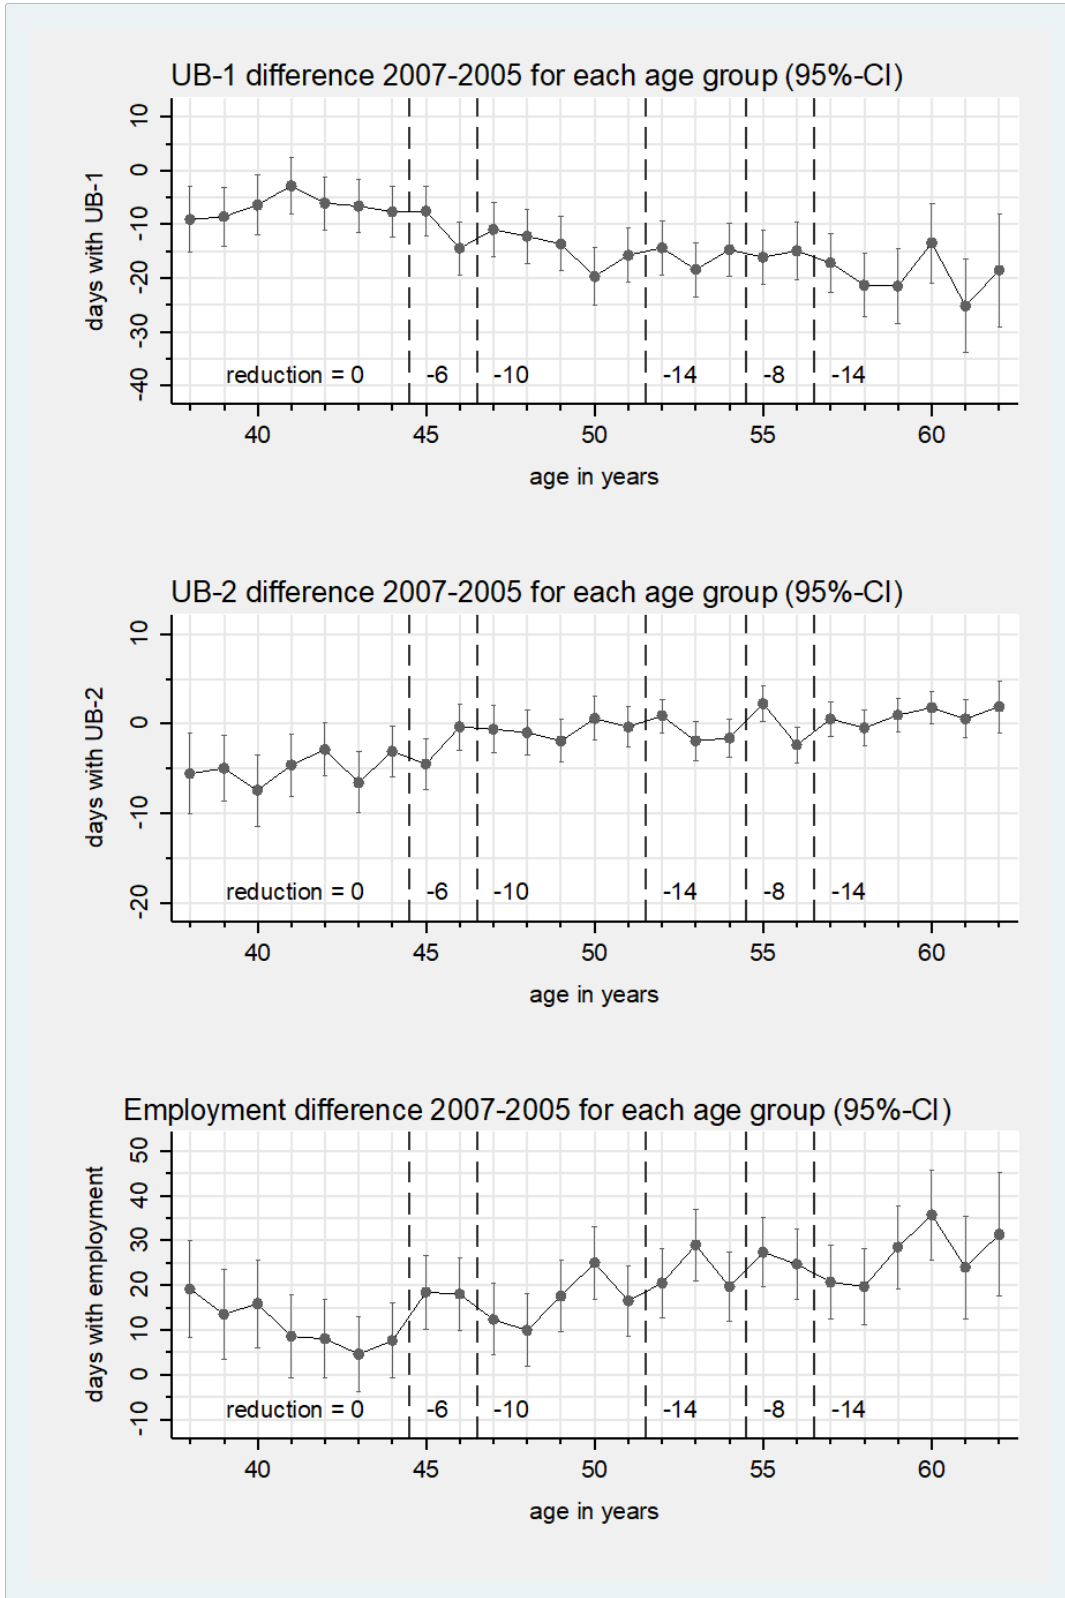 UB-1 difference 2007-2005 for each age group (95%-CI)
10
0
-10
-20
-30
-40
days with UB-1
reduction = 0 -6 -10 -14 -8 -14
40 45 50 55 60
age in years
UB-2 difference 2007-2005 for each age group (95%-CI)
10
0
-10
-20
days with UB-2
reduction = 0 -6 -10 -14 -8 -14
40 45 50 55 60
age in years
Employment difference 2007-2005 for each age group (95%-CI)
50
40
30
20
10
0
-10
days with employment
reduction = 0 -6 -10 -14 -8 -14
40 45 50 55 60
age in years